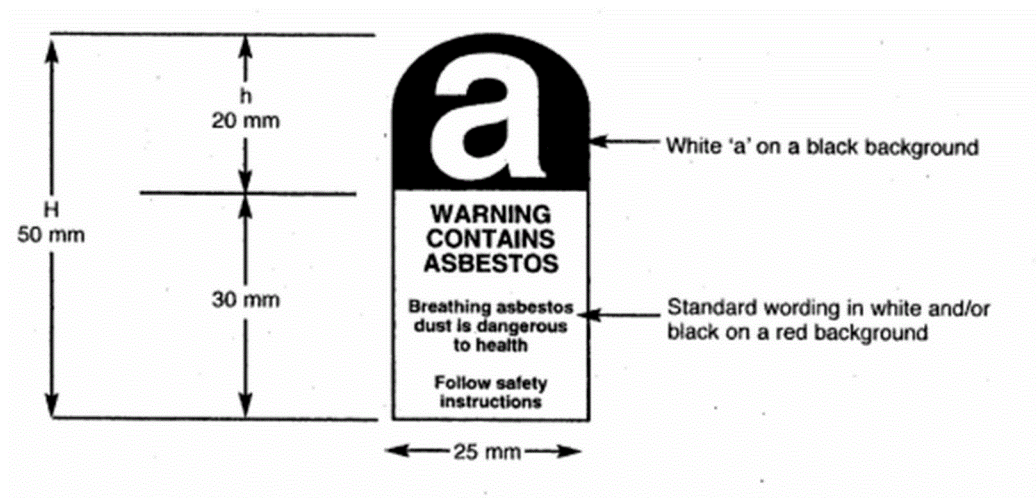 h
20 mm
H
50 mm
30 mm
a
WARNING
CONTAINS
ASBESTOS
Breathing asbestos
dust is dangerous
to health
Follow safety
instructions
25 mm
White ‘a’ on a black background
Standard wording in white and/or
black on a red background